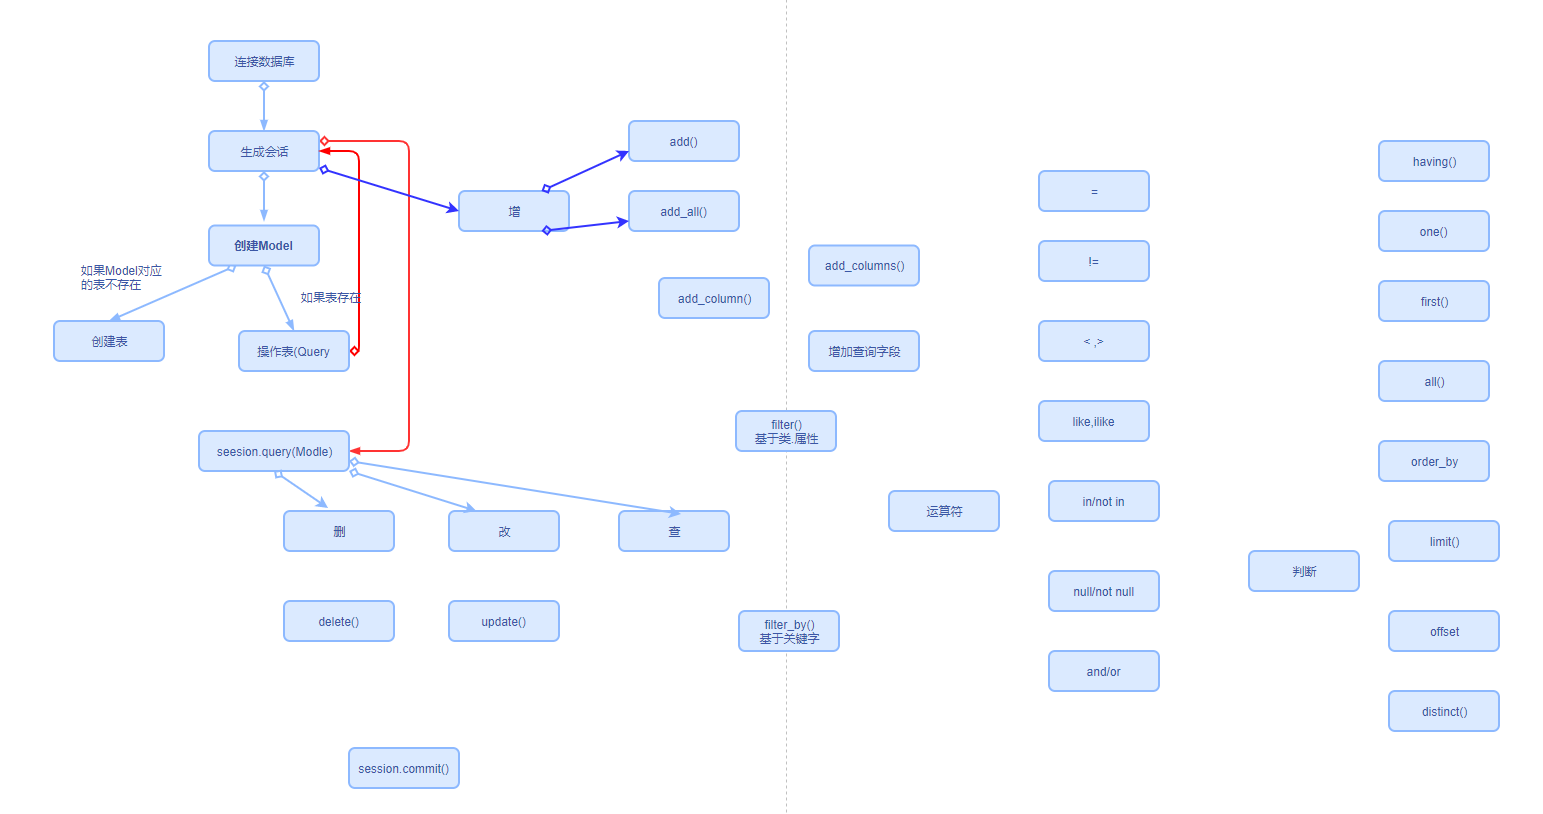 连接数据库
生成会话
创建Model
如果Model对应
的表不存在
如果表存在
创建表
操作表(Query
增
add()
add_all()
add_column()
add_columns()
增加查询字段
seesion.query(Modle)
删
改
查
delete()
update()
session.commit()
filter()
基于类.属性
filter_by()
基于关键字
运算符
=
!=
< ,>
like,ilike
in/not in
null/not null
and/or
判断
having()
one()
first()
all()
order_by
limit()
offset
distinct()